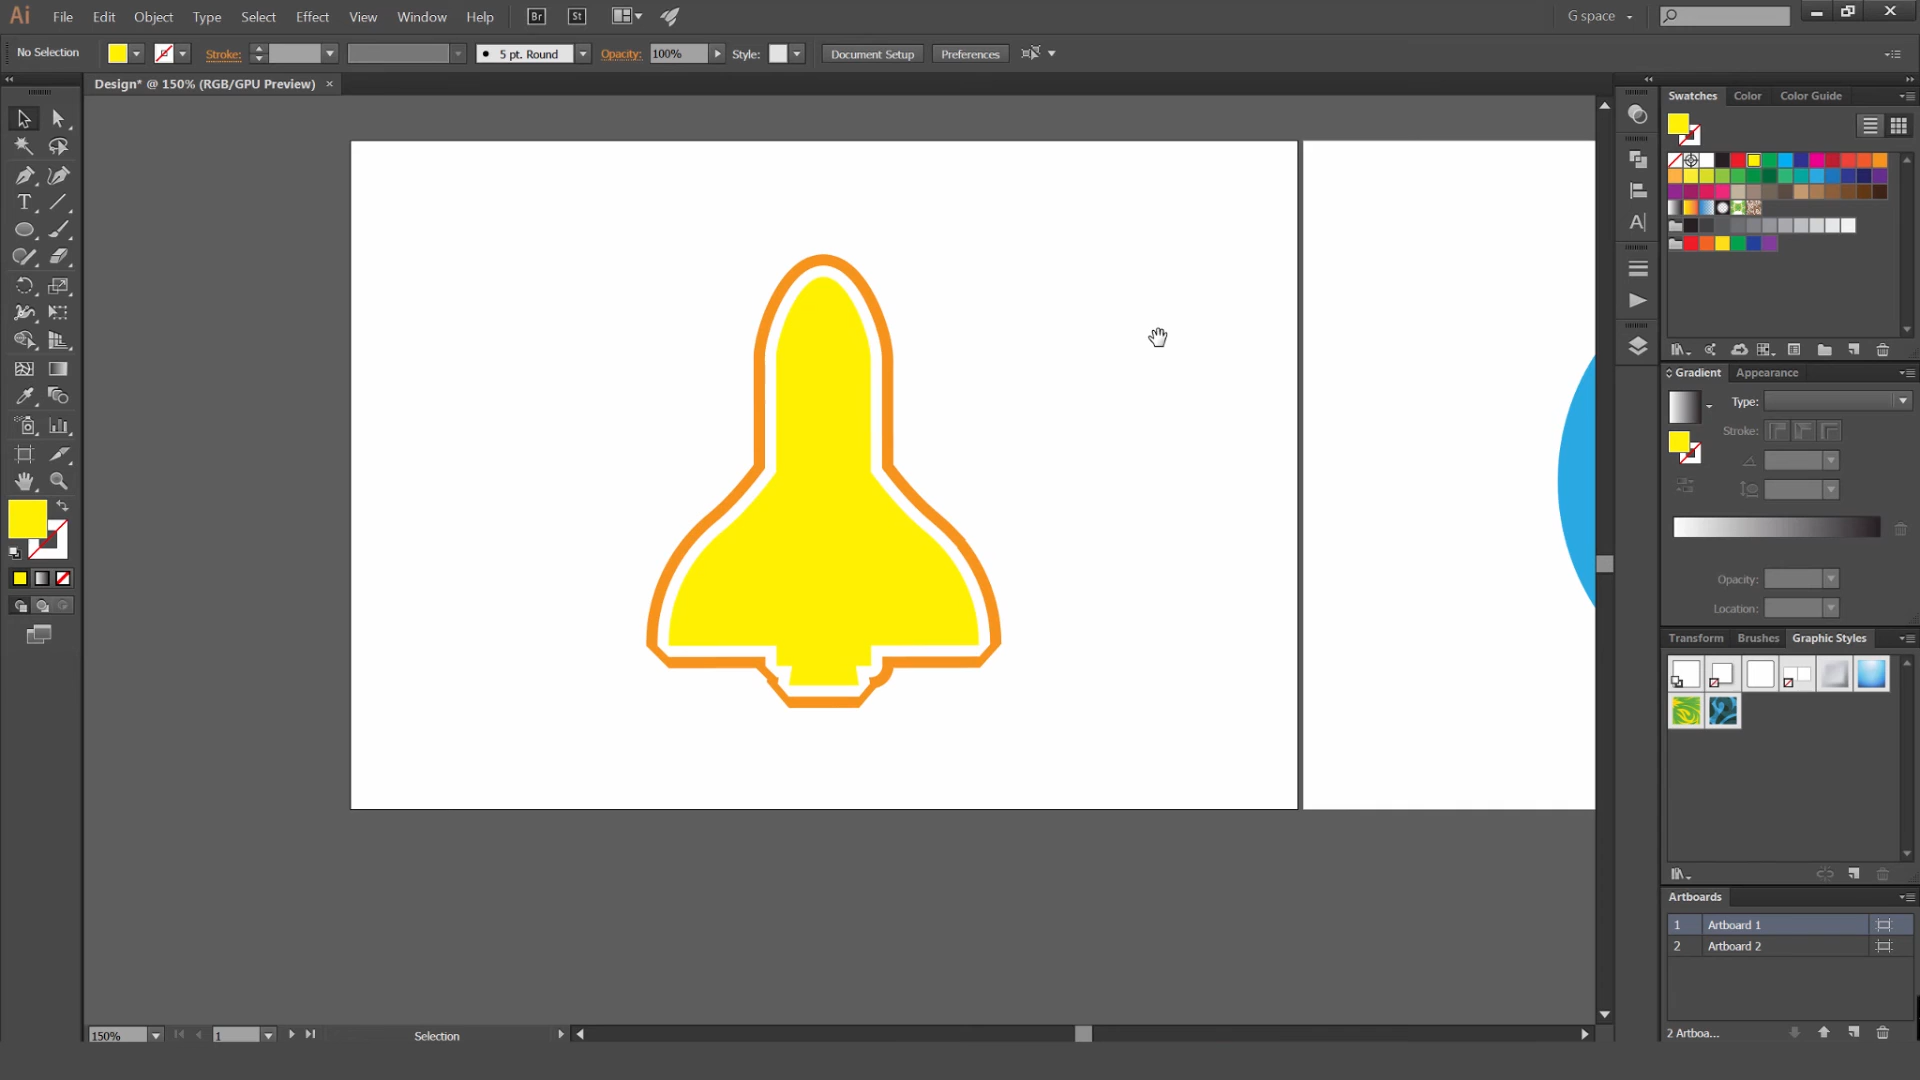 Ai File Edit Object Type Select Effect View Window Help Br St G space
No Selection Stroke: 5 pt. Round Opacity: 100% Style: Document Setup Preferences
Design* @ 150% (RGB/GPU Preview) ×
Swatches Color Color Guide
Gradient Appearance
Type:
Stroke:
Opacity:
Location:
Transform Brushes Graphic Styles
Artboards
1 Artboard 1
2 Artboard 2
2 Artboa...
150% 1 Selection